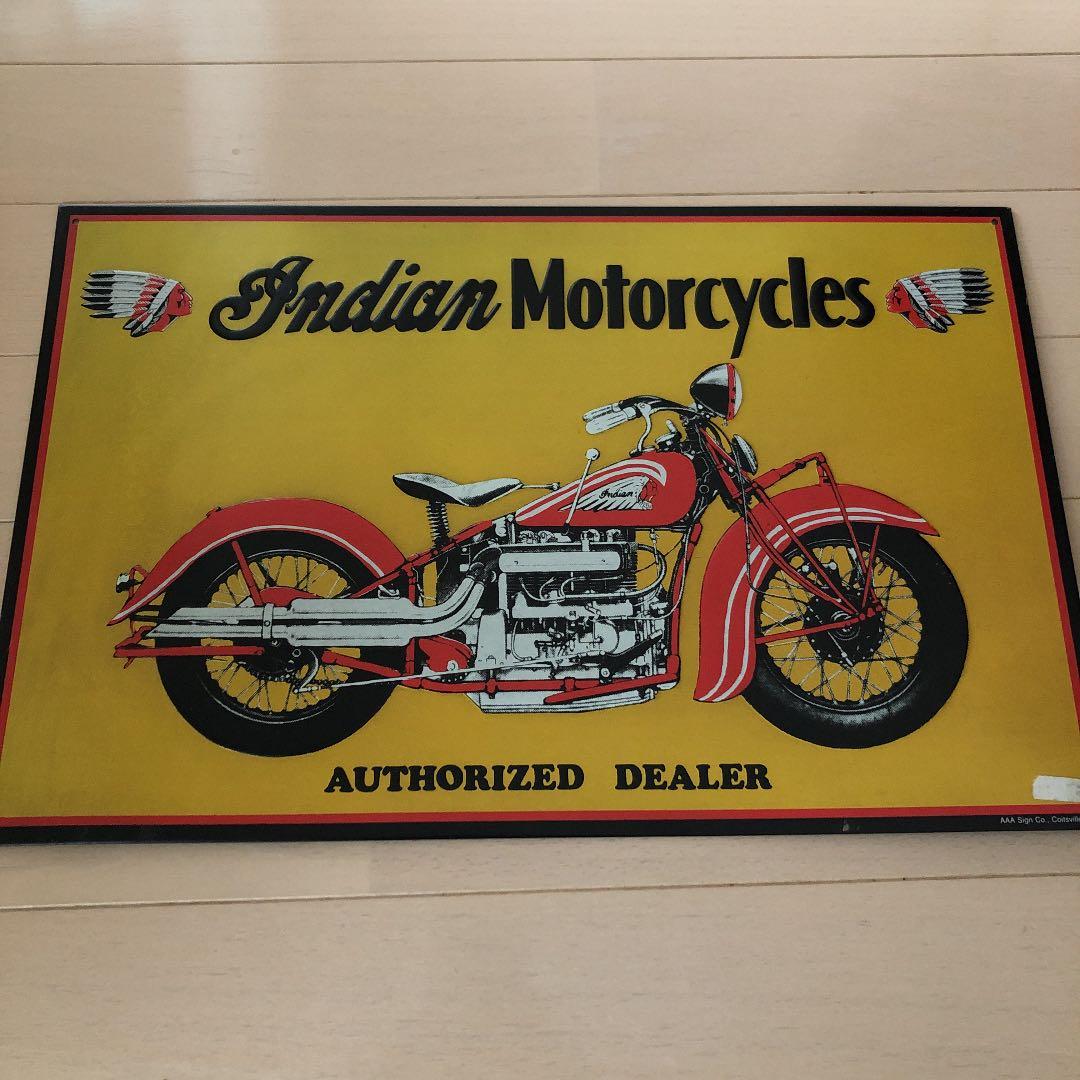 Indian Motorcycles
Indian
AUTHORIZED DEALER
AAA Sign Co., Coitsville